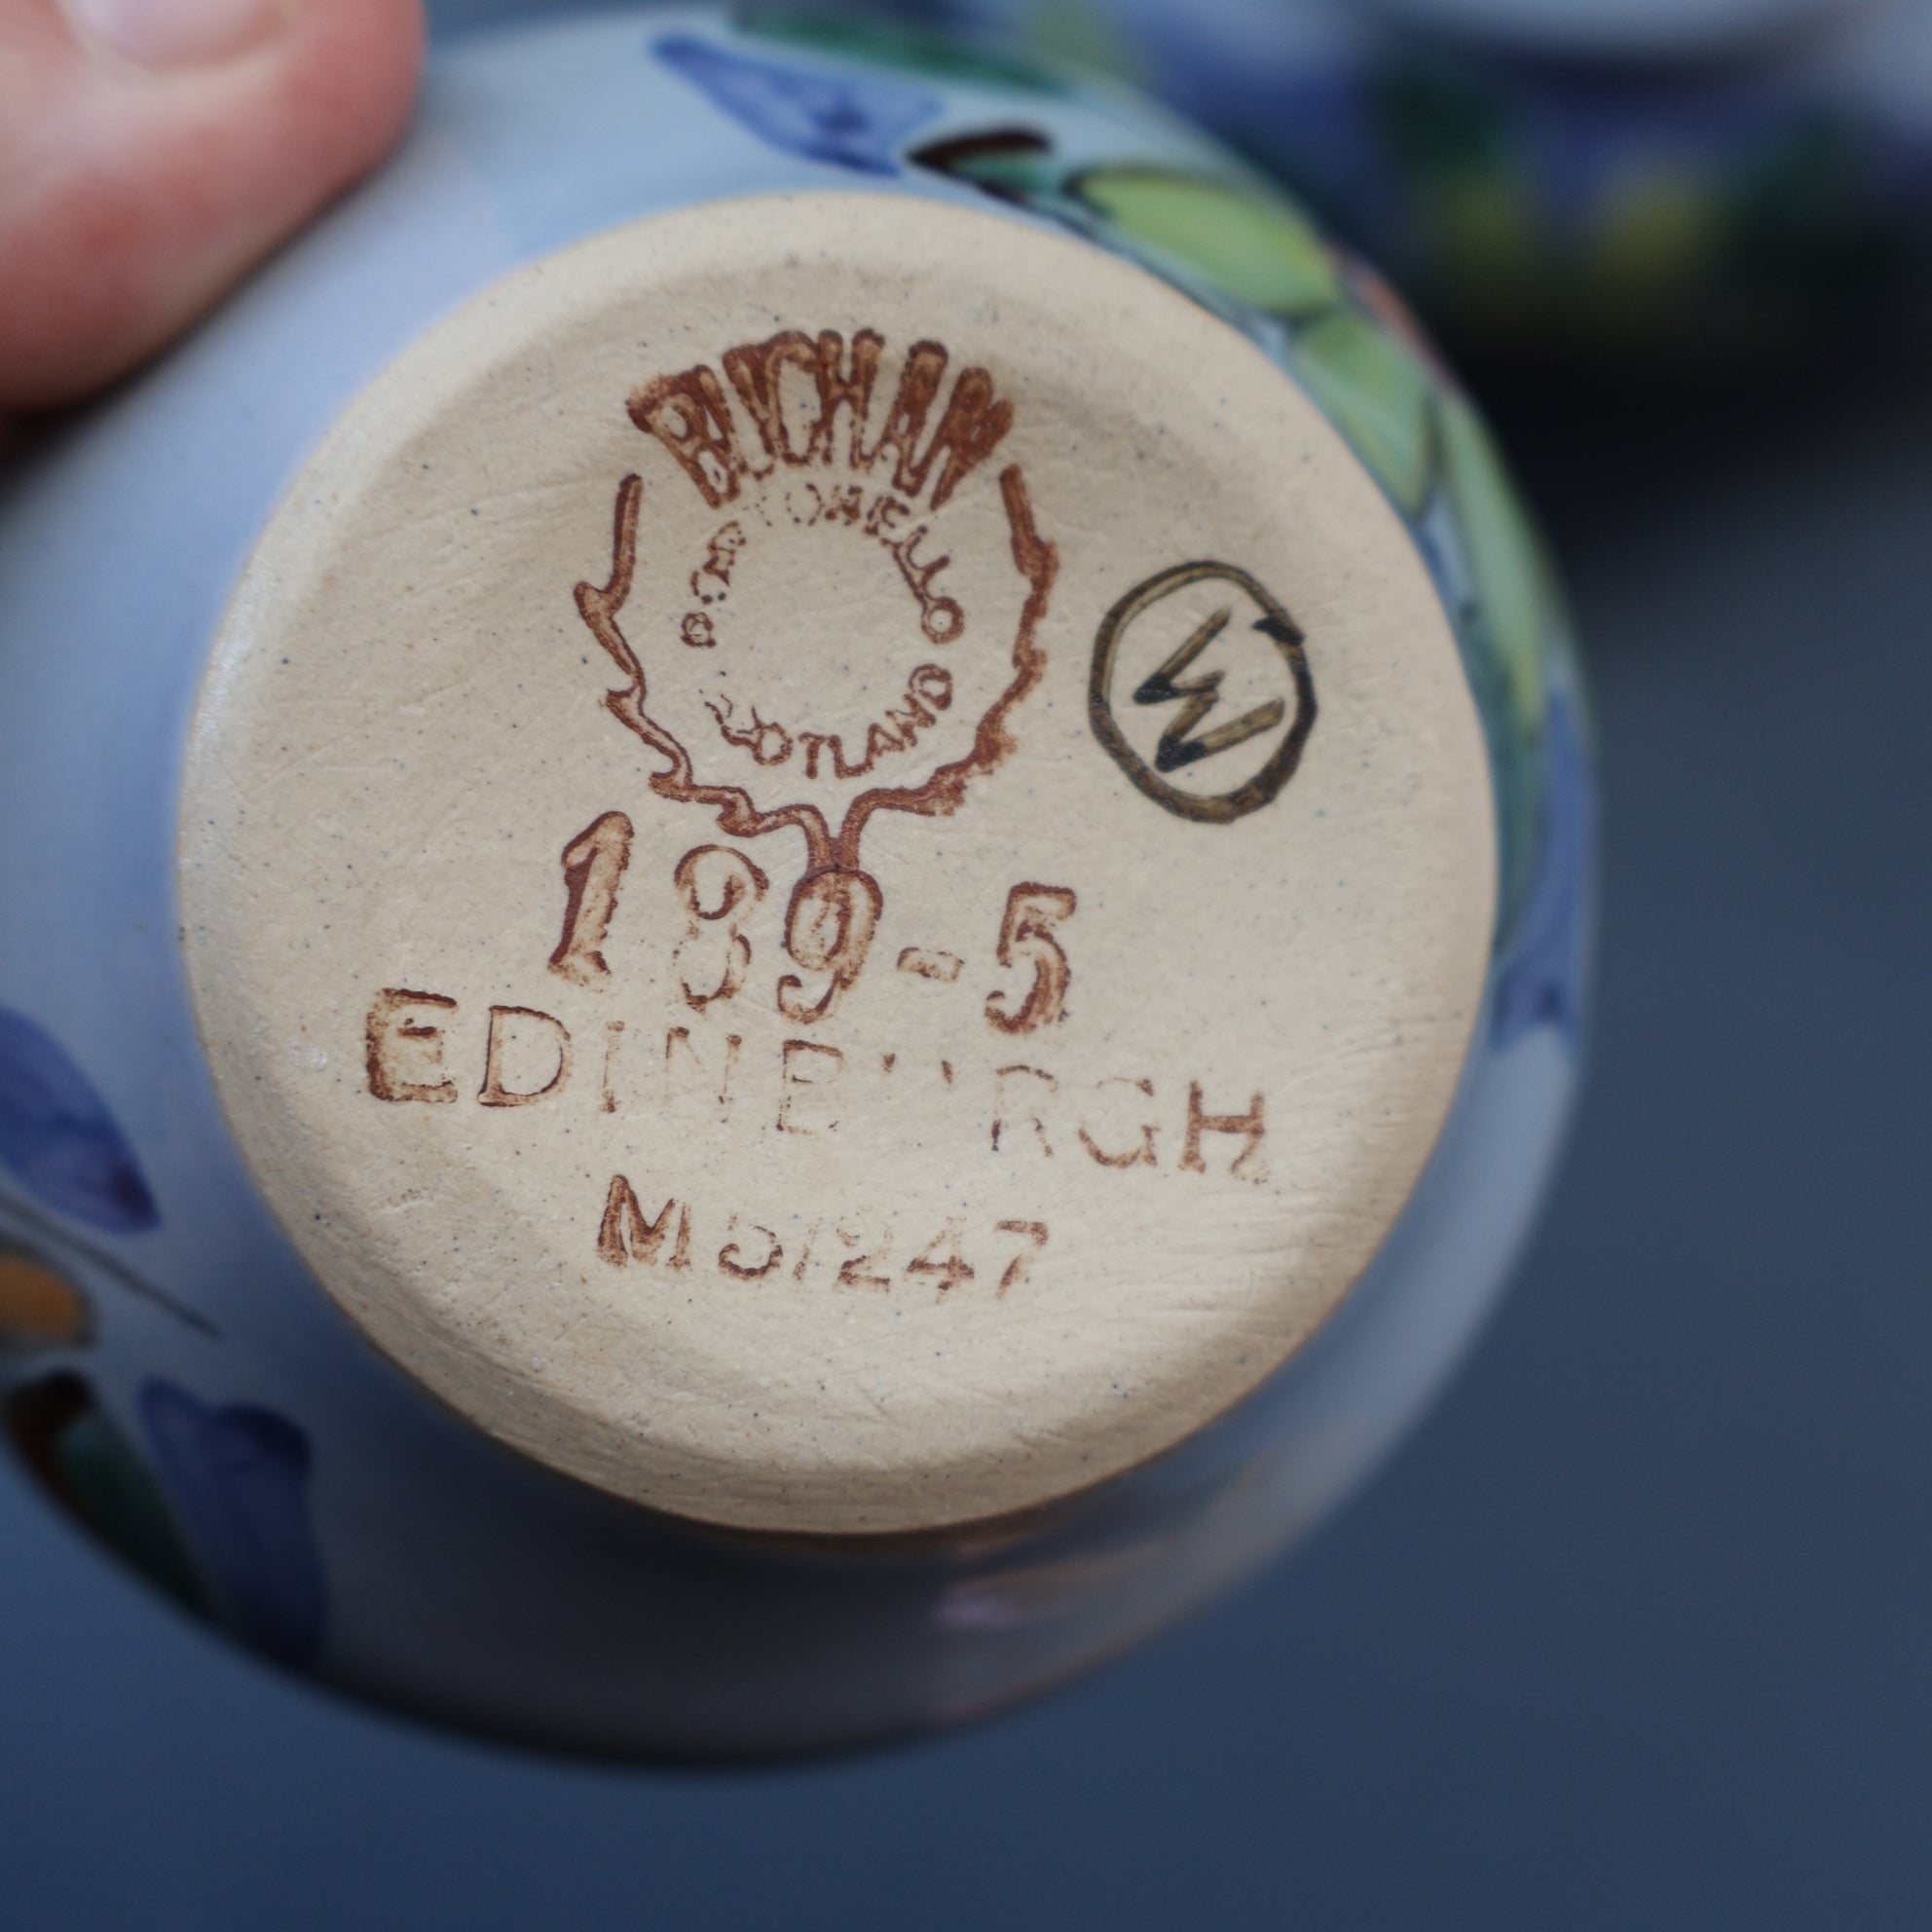 BUCHAN
SCOTLAND
189-5
EDINBURGH
M5/247